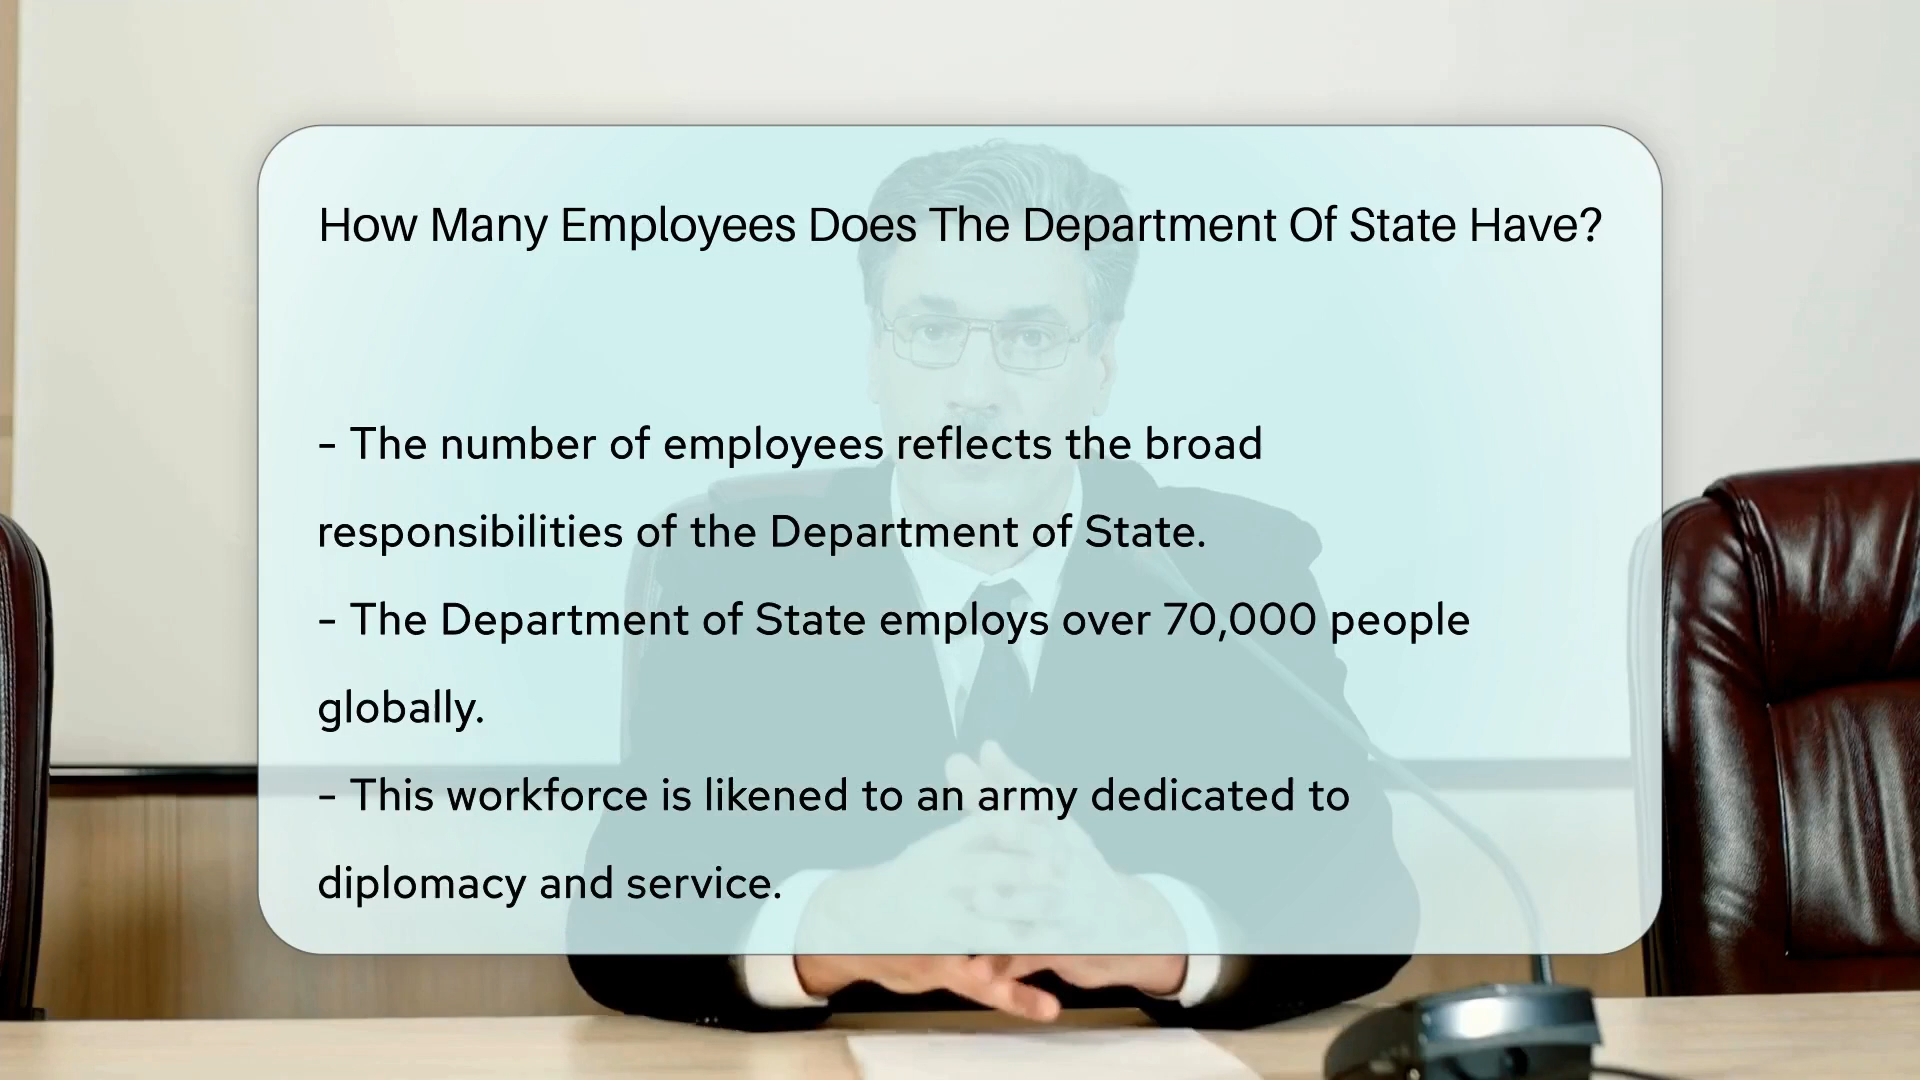 How Many Employees Does The Department Of State Have?
- The number of employees reflects the broad
responsibilities of the Department of State.
- The Department of State employs over 70,000 people
globally.
- This workforce is likened to an army dedicated to
diplomacy and service.